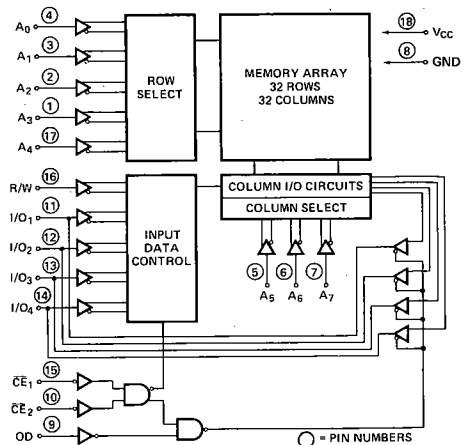 A0 4
A1 3
A2 2
A3 1
A4 17
ROW
SELECT
MEMORY ARRAY
32 ROWS
32 COLUMNS
18 VCC
8 GND
R/W 16
I/O1 11
I/O2 12
I/O3 13
I/O4 14
INPUT
DATA
CONTROL
COLUMN I/O CIRCUITS
COLUMN SELECT
5 6 7
A5 A6 A7
C̅E̅1 15
C̅E̅2 10
OD 9
= PIN NUMBERS